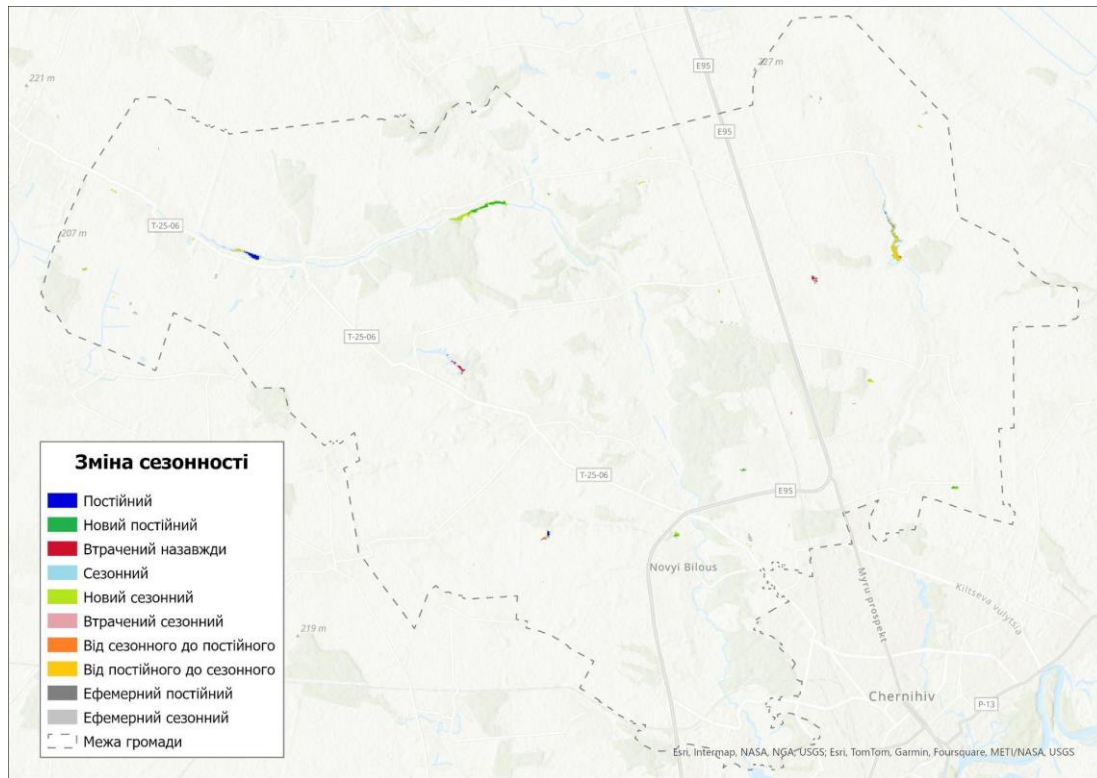 221 m
E95
227 m
E95
T-25-06
207 m
T-25-06
T-25-06
E95
Novyi Bilous
219 m
Myru prospekt
Kiltseva vulytsia
Chernihiv
P-13
Зміна сезонності
Постійний
Новий постійний
Втрачений назавжди
Сезонний
Новий сезонний
Втрачений сезонний
Від сезонного до постійного
Від постійного до сезонного
Ефемерний постійний
Ефемерний сезонний
Межа громади
Esri, Intermap, NASA, NGA, USGS; Esri, TomTom, Garmin, Foursquare, METI/NASA, USGS